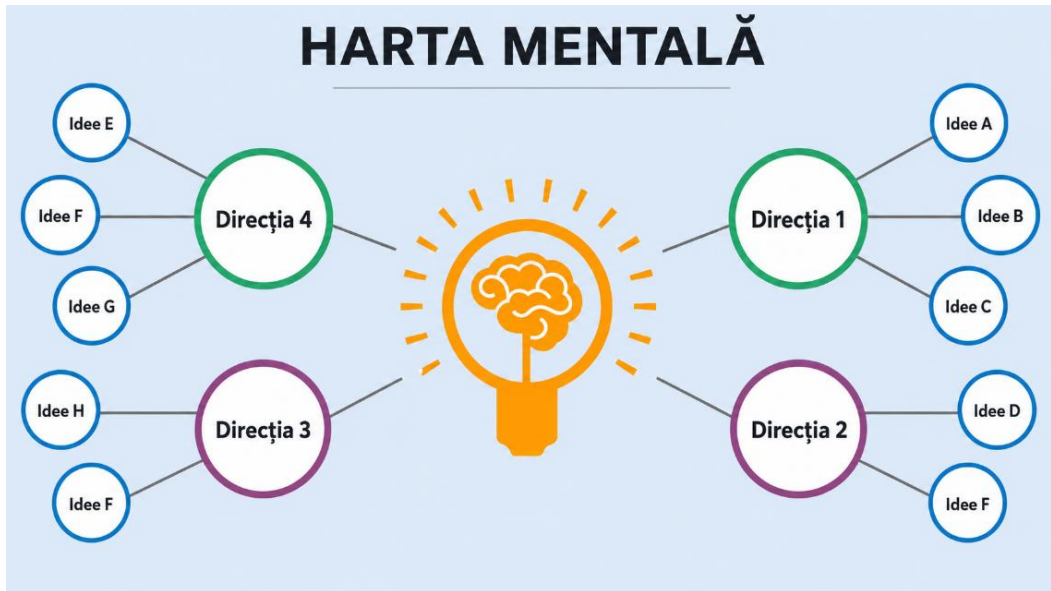 HARTA MENTALĂ
Idee E
Idee F
Idee G
Direcția 4
Direcția 1
Idee A
Idee B
Idee C
Idee H
Idee F
Direcția 3
Direcția 2
Idee D
Idee F